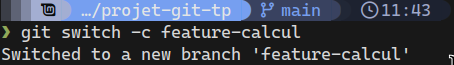 …/projet-git-tp main 11:43
❯ git switch -c feature-calcul
Switched to a new branch 'feature-calcul'